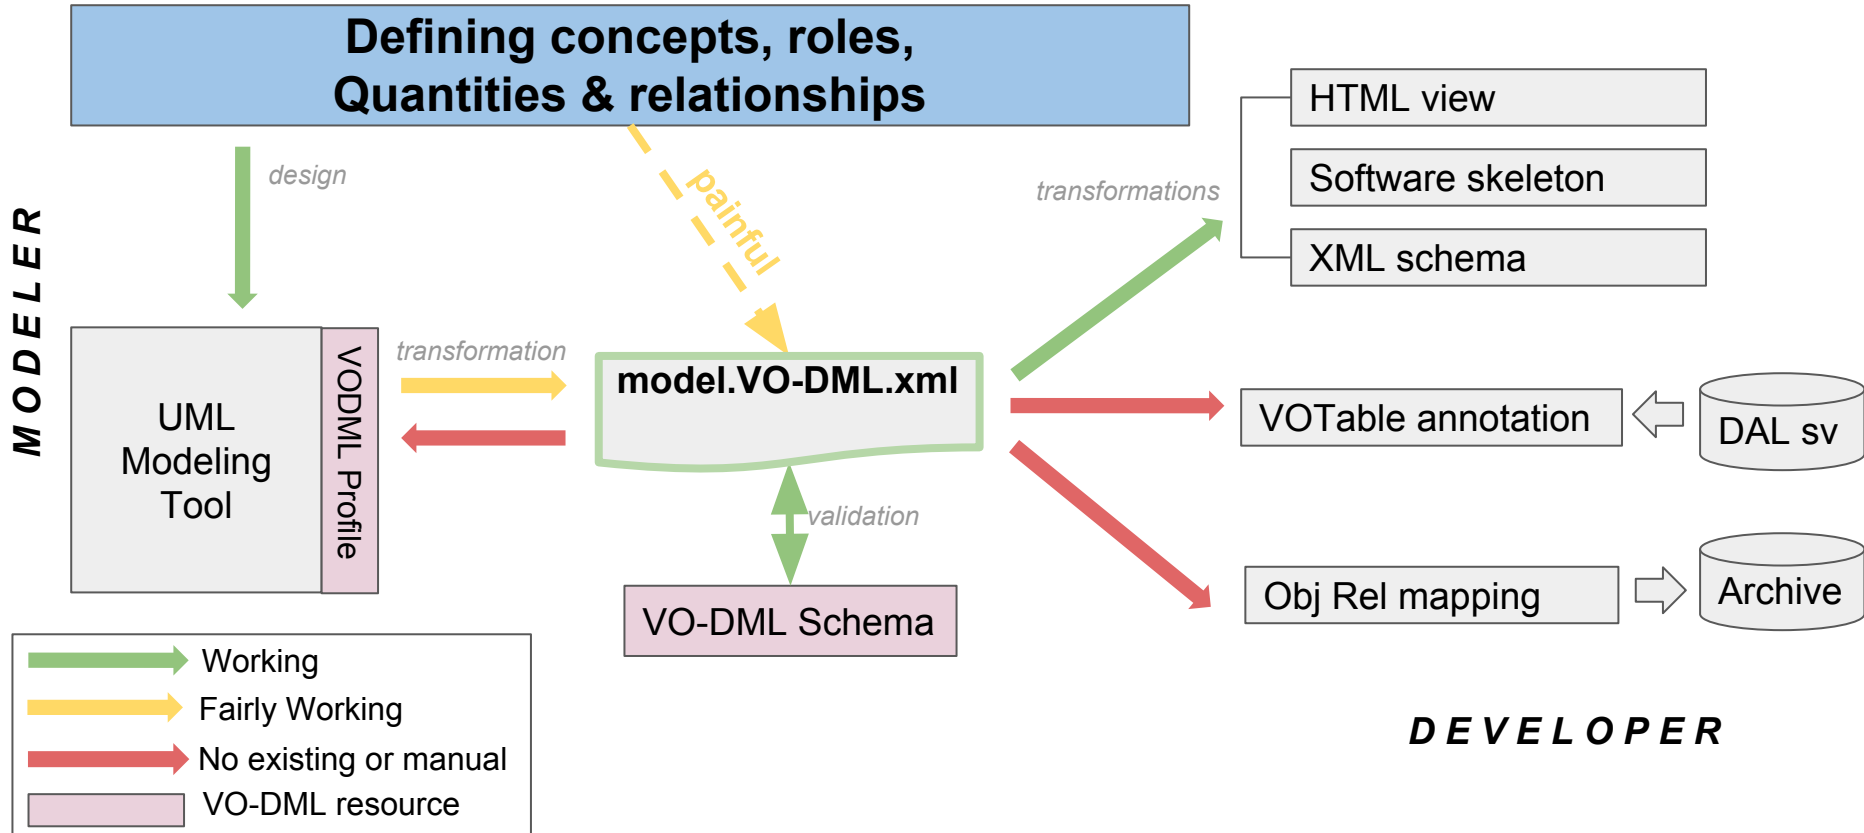 Defining concepts, roles,
Quantities & relationships
design
painful
transformations
HTML view
Software skeleton
XML schema
MODELER
UML
Modeling
Tool
VODML Profile
transformation
model.VO-DML.xml
validation
VO-DML Schema
VOTable annotation
DAL sv
Obj Rel mapping
Archive
DEVELOPER
Working
Fairly Working
No existing or manual
VO-DML resource